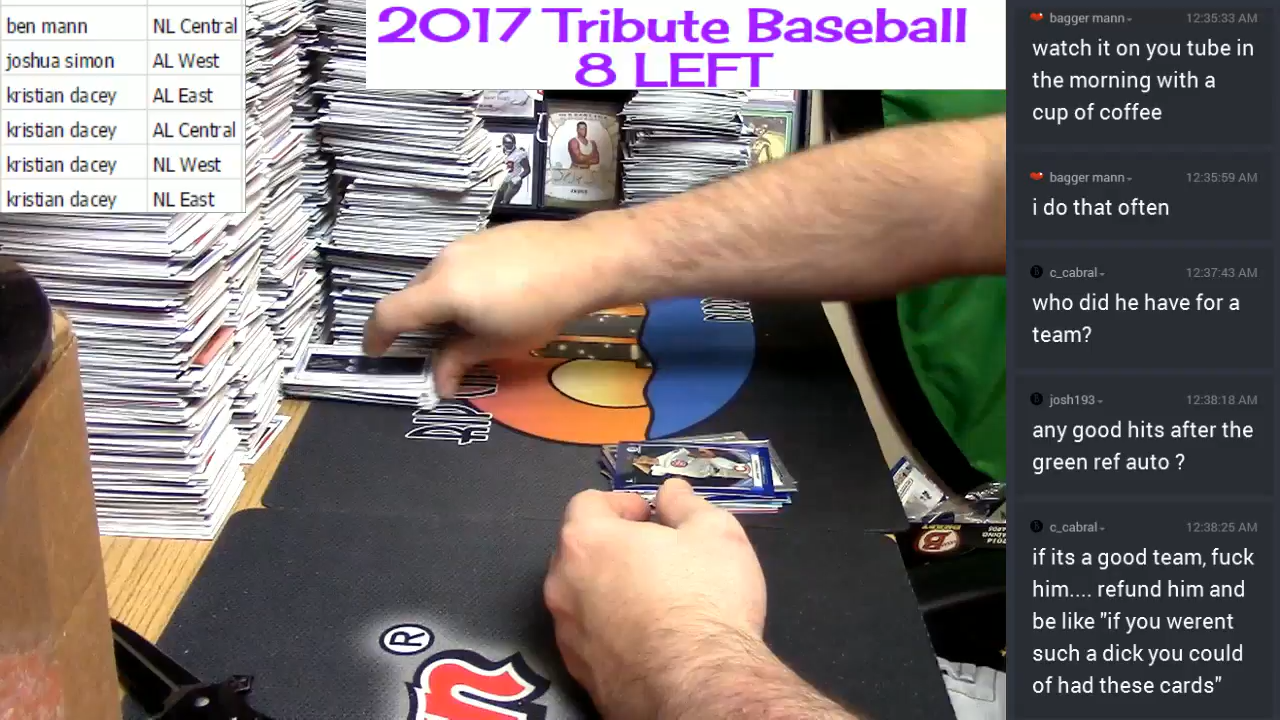 ben mann NL Central
joshua simon AL West
kristian dacey AL East
kristian dacey AL Central
kristian dacey NL West
kristian dacey NL East
2017 Tribute Baseball
8 LEFT
bagger mann 12:35:33 AM
watch it on you tube in
the morning with a
cup of coffee
bagger mann 12:35:59 AM
i do that often
c_cabral 12:37:43 AM
who did he have for a
team?
josh193 12:38:18 AM
any good hits after the
green ref auto ?
c_cabral 12:38:25 AM
if its a good team, fuck
him.... refund him and
be like "if you werent
such a dick you could
of had these cards"
®